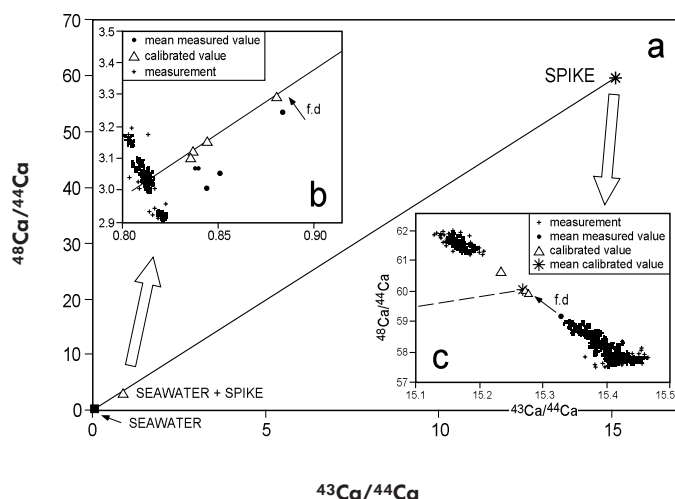 a
70
60
50
40
30
20
10
0
⁴⁸Ca/⁴⁴Ca
0
5
10
15
⁴³Ca/⁴⁴Ca
SPIKE
SEAWATER + SPIKE
SEAWATER
b
mean measured value
calibrated value
measurement
3.5
3.4
3.3
3.2
3.1
3.0
2.9
0.80
0.85
0.90
f.d
c
measurement
mean measured value
calibrated value
mean calibrated value
62
61
60
59
58
57
⁴⁸Ca/⁴⁴Ca
f.d
15.1
15.2
15.3
15.4
15.5
⁴³Ca/⁴⁴Ca